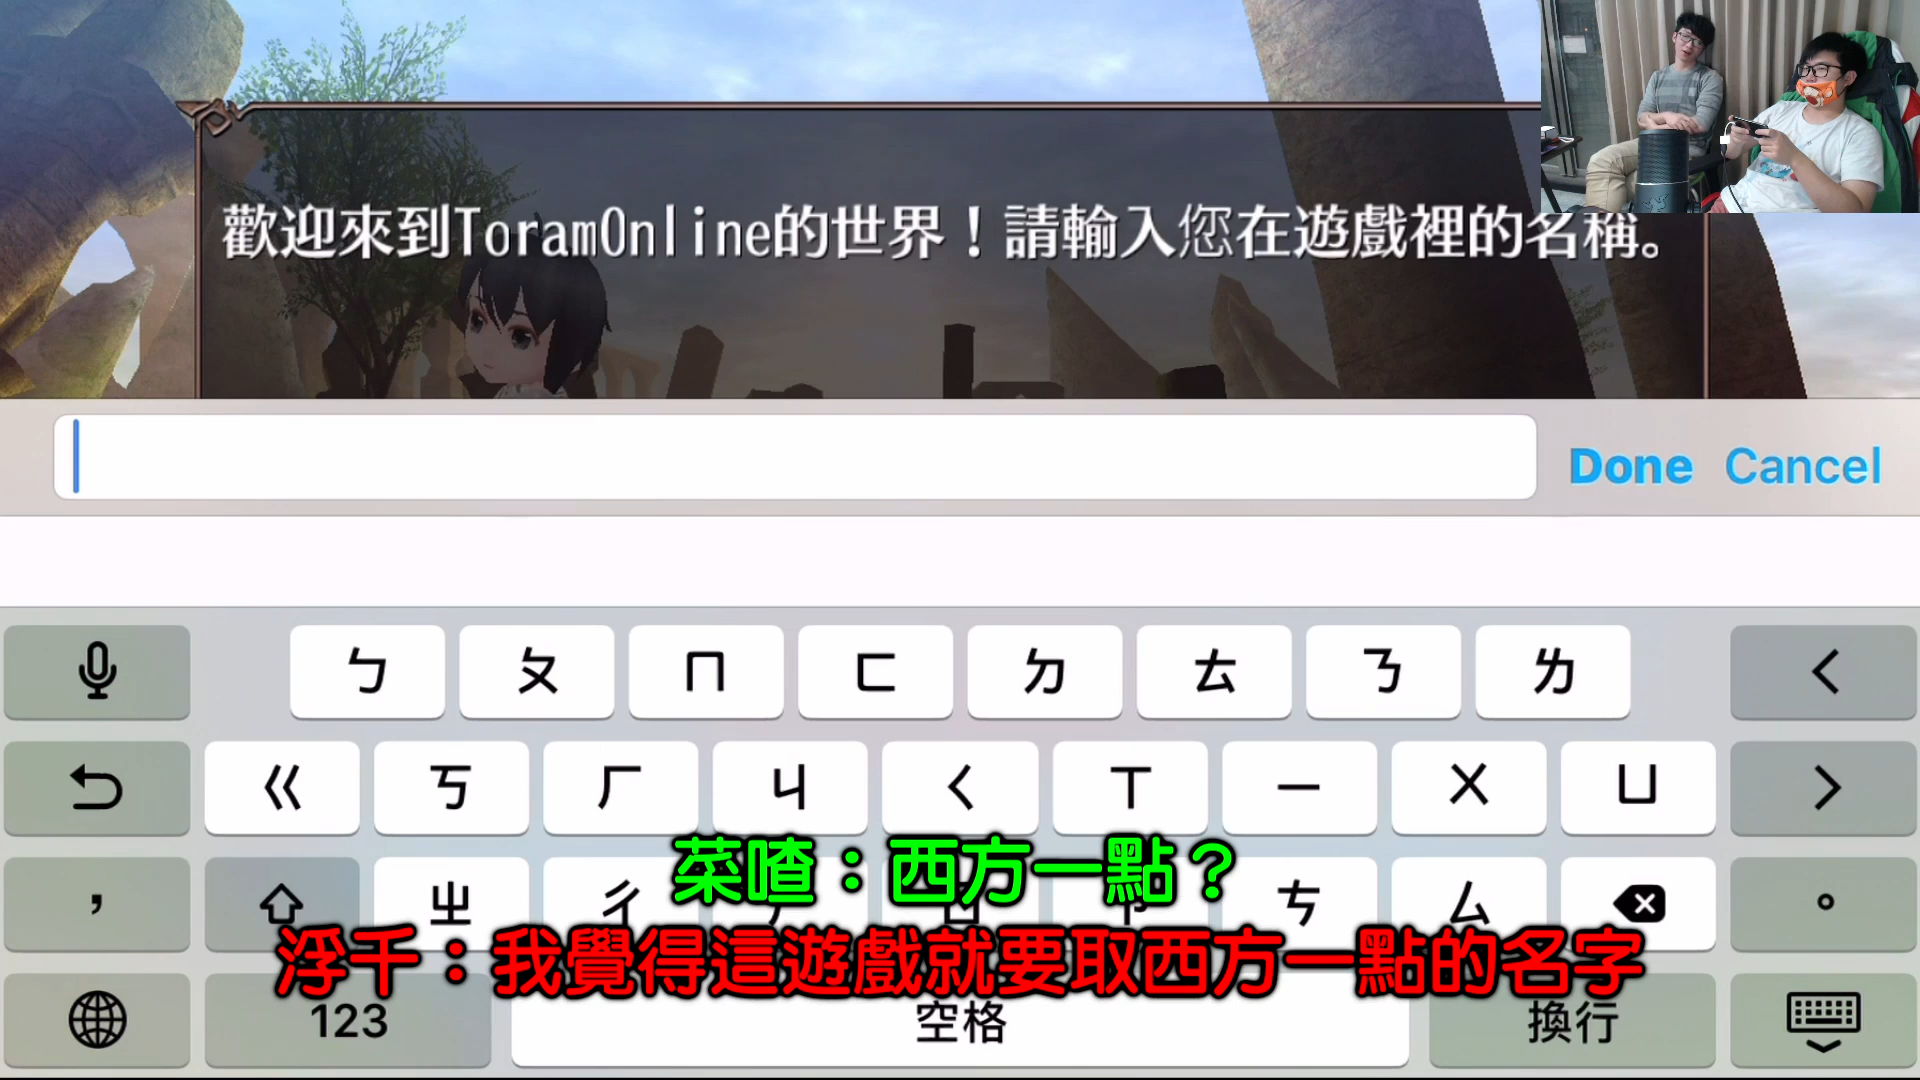 歡迎來到ToramOnline的世界！請輸入您在遊戲裡的名稱。
Done Cancel
ㄅ ㄆ ㄇ ㄈ ㄉ ㄊ ㄋ ㄌ
ㄍ ㄎ ㄏ ㄐ ㄑ ㄒ ㄧ ㄨ ㄩ
菜喳：西方一點？
， ㄓ ㄔ ㄕ ㄖ ㄗ ㄘ ㄙ 。
浮千：我覺得這遊戲就要取西方一點的名字
123 空格 換行